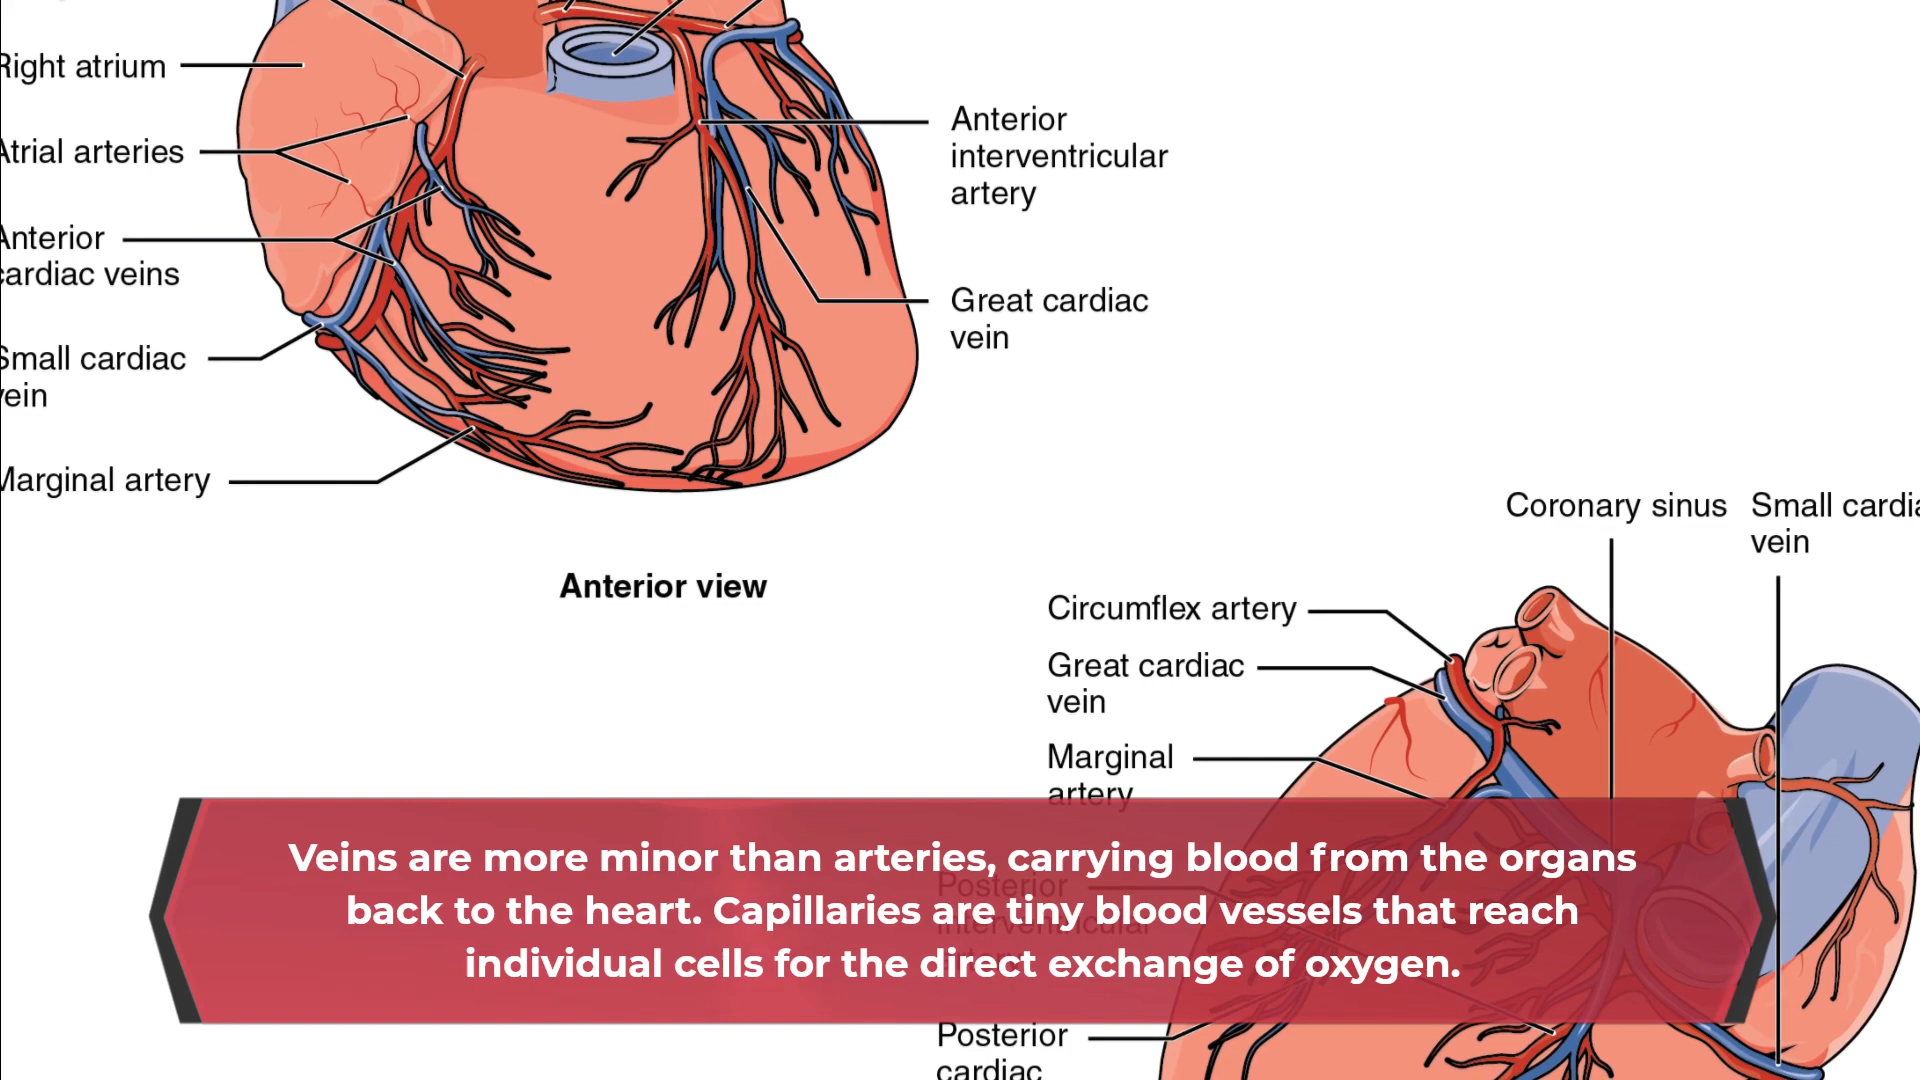 Right atrium
Atrial arteries
Anterior
cardiac veins
Small cardiac
vein
Marginal artery
Anterior
interventricular
artery
Great cardiac
vein
Anterior view
Coronary sinus
Small cardia
vein
Circumflex artery
Great cardiac
vein
Marginal
artery
Posterior
interventricular
Veins are more minor than arteries, carrying blood from the organs
back to the heart. Capillaries are tiny blood vessels that reach
individual cells for the direct exchange of oxygen.
Posterior
cardiac